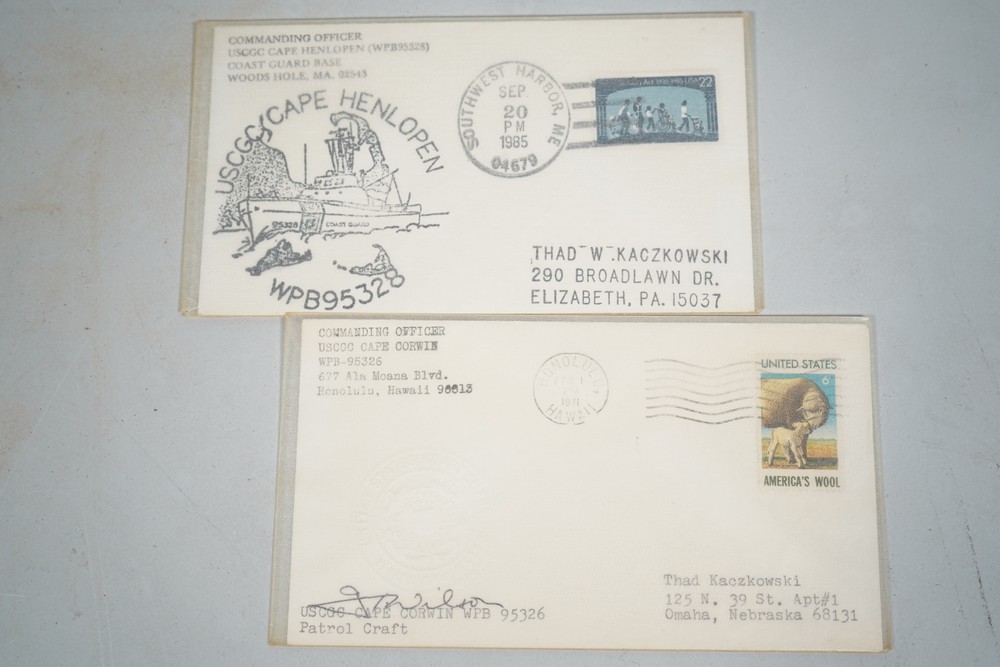 COMMANDING OFFICER
USCGC CAPE HENLOPEN (WPB95328)
COAST GUARD BASE
WOODS HOLE, MA. 02543
USCGC CAPE HENLOPEN
95328 COAST GUARD
WPB95328
SOUTHWEST HARBOR, ME
SEP
20
PM
1985
04679
USA 22
THAD W. KACZKOWSKI
290 BROADLAWN DR.
ELIZABETH, PA. 15037
COMMANDING OFFICER
USCGC CAPE CORWIN
WPB-95326
677 Ala Moana Blvd.
Honolulu, Hawaii 96813
HONOLULU,
1971
HAWAII
UNITED STATES
6c
AMERICA'S WOOL
J B Wilson
USCGC CAPE CORWIN WPB 95326
Patrol Craft
Thad Kaczkowski
125 N. 39 St. Apt#1
Omaha, Nebraska 68131